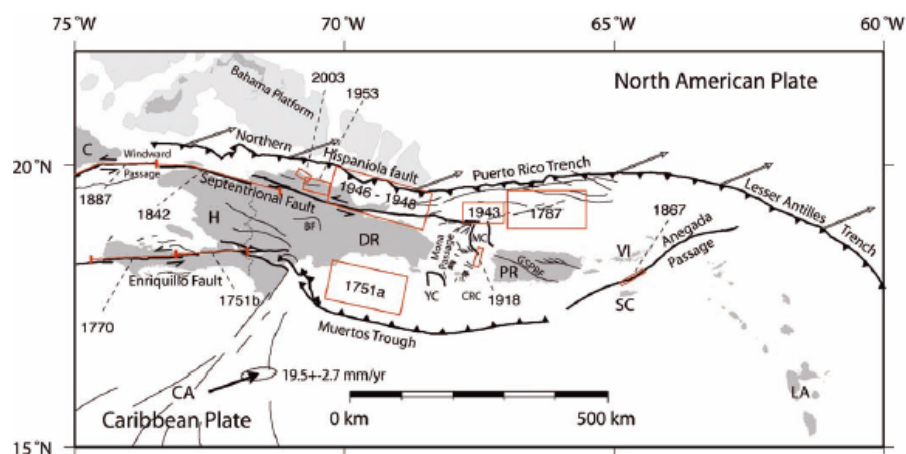 75°W
70°W
65°W
60°W
Bahama Platform
2003
1953
North American Plate
C
Windward
Passage
Northern
Hispaniola fault
Puerto Rico Trench
Lesser Antilles
Trench
20°N
1887
1842
Septentrional Fault
1946 - 1948
1943
1787
1867
H
BF
DR
Mona
Passage
MC
PR
GSPRF
VI
Anegada
Passage
SC
Enriquillo Fault
1751b
1751a
YC
CRC
1918
1770
Muertos Trough
19.5+-2.7 mm/yr
CA
LA
Caribbean Plate
0 km
500 km
15°N